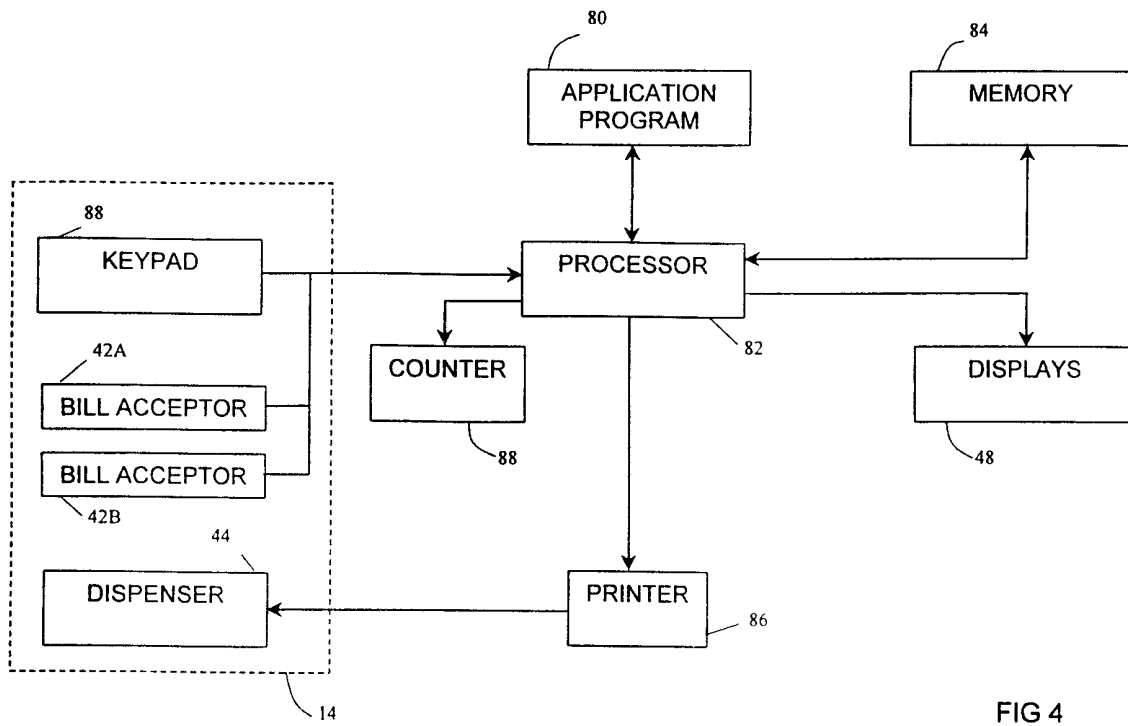 80
APPLICATION
PROGRAM
84
MEMORY
88
KEYPAD
PROCESSOR
82
42A
BILL ACCEPTOR
BILL ACCEPTOR
42B
COUNTER
88
DISPLAYS
48
44
DISPENSER
PRINTER
86
14
FIG 4